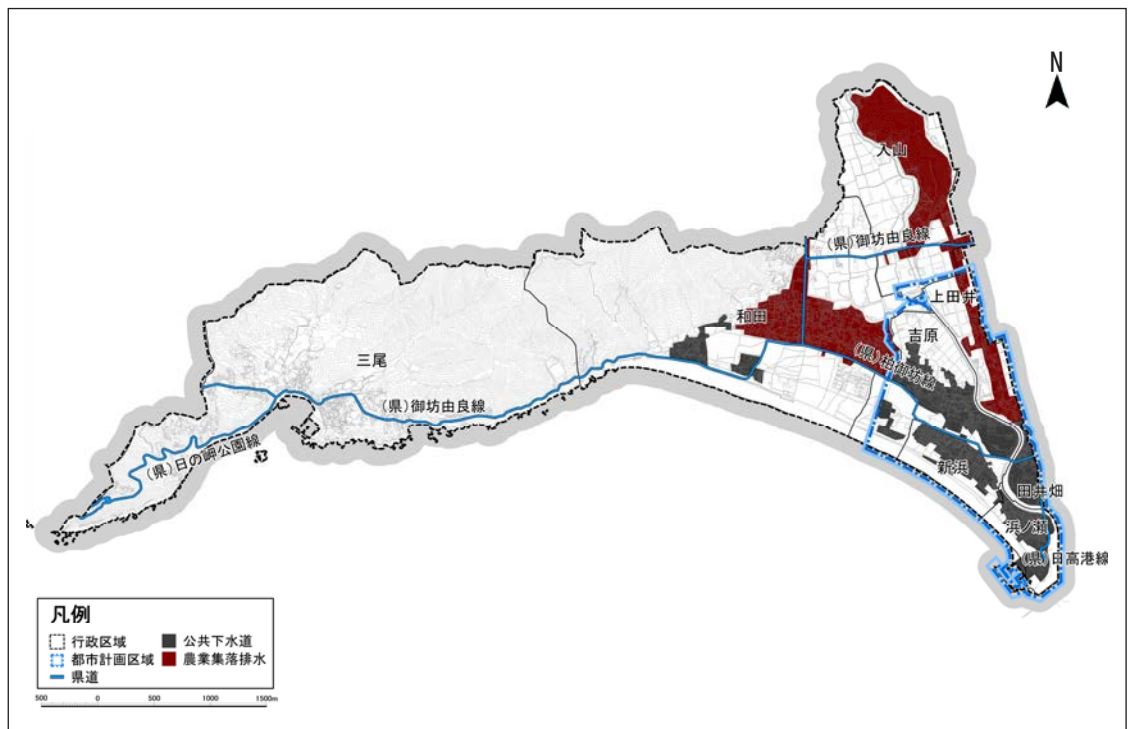 N
入山
(県)御坊由良線
上田井
和田
吉原
(県)柏御坊線
三尾
(県)御坊由良線
(県)日の岬公園線
新浜
田井畑
浜ノ瀬
(県)日高港線
凡例
行政区域
公共下水道
都市計画区域
農業集落排水
県道
500 0 500 1000 1500m